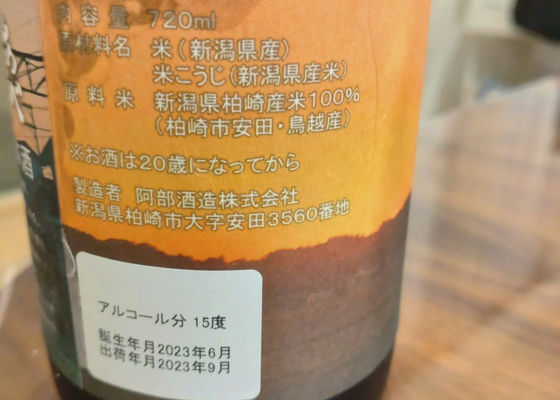 内容量 720ml
原材料名 米（新潟県産）
米こうじ（新潟県産米）
原料米 新潟県柏崎産米100%
（柏崎市安田・鳥越産）
※お酒は20歳になってから
製造者 阿部酒造株式会社
新潟県柏崎市大字安田3560番地
アルコール分 15度
誕生年月2023年6月
出荷年月2023年9月
酒